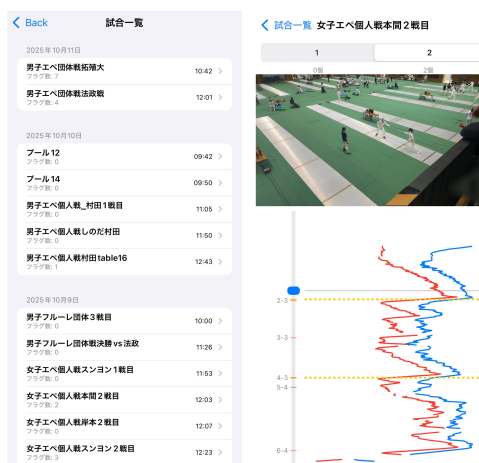 Back
試合一覧
2025年10月11日
男子エペ団体戦拓殖大
フラグ数: 7
10:42
男子エペ団体戦法政戦
フラグ数: 4
12:01
2025年10月10日
プール12
フラグ数: 0
09:42
プール14
フラグ数: 0
09:50
男子エペ個人戦_村田1戦目
フラグ数: 0
11:05
男子エペ個人戦しのだ村田
フラグ数: 0
11:50
男子エペ個人戦村田table16
フラグ数: 1
12:43
2025年10月9日
男子フルーレ団体3戦目
フラグ数: 0
10:00
男子フルーレ団体戦決勝vs法政
フラグ数: 0
11:26
女子エペ個人戦スンヨン1戦目
フラグ数: 0
11:53
女子エペ個人戦本間2戦目
フラグ数: 2
12:03
女子エペ個人戦岸本2戦目
フラグ数: 0
12:07
女子エペ個人戦スンヨン2戦目
フラグ数: 3
12:23
試合一覧
女子エペ個人戦本間2戦目
1
2
0個
2個
2-3
3-3
4-3
5-4
6-4